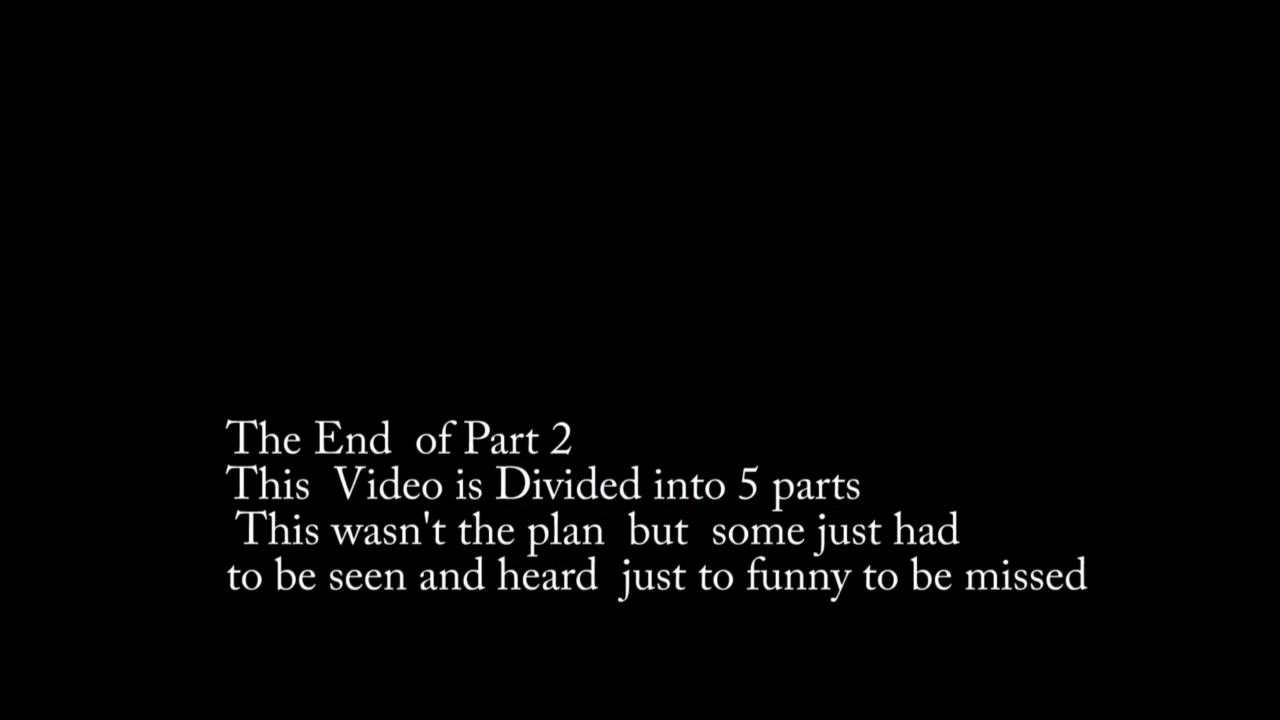 The End  of Part 2
This  Video is Divided into 5 parts
This wasn't the plan  but  some just had
to be seen and heard  just to funny to be missed